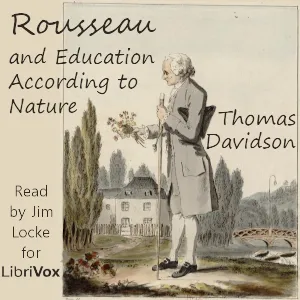 Rousseau
and Education
According to
Nature
Thomas
Davidson
Read
by Jim
Locke
for
LibriVox